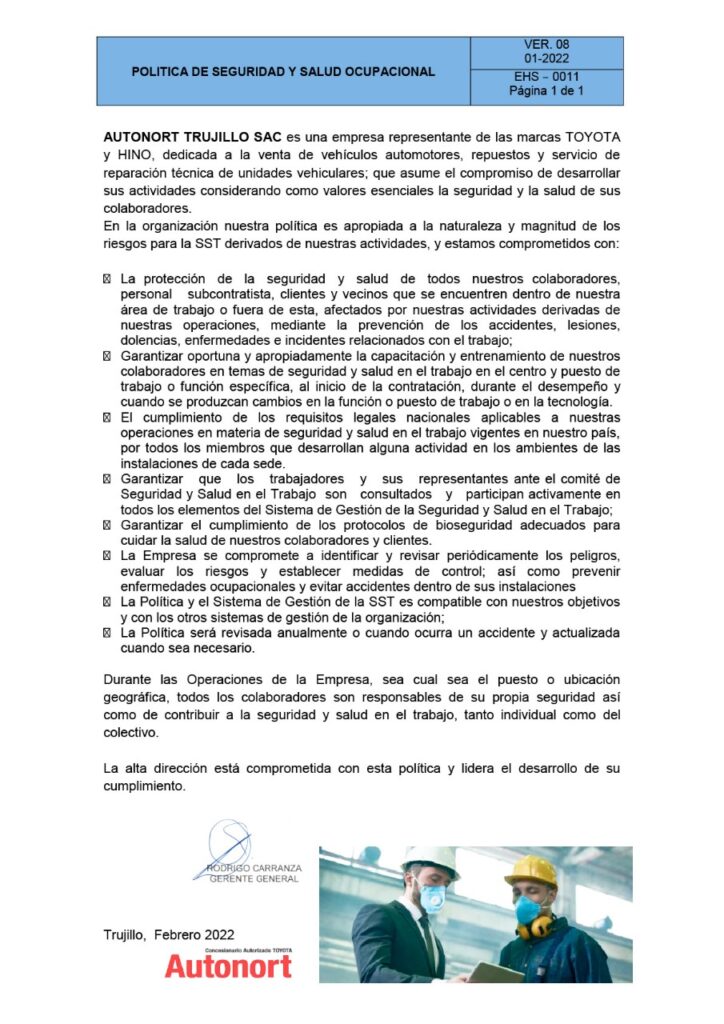 POLITICA DE SEGURIDAD Y SALUD OCUPACIONAL
VER. 08
01-2022
EHS – 0011
Página 1 de 1
AUTONORT TRUJILLO SAC es una empresa representante de las marcas TOYOTA
y HINO, dedicada a la venta de vehículos automotores, repuestos y servicio de
reparación técnica de unidades vehiculares; que asume el compromiso de desarrollar
sus actividades considerando como valores esenciales la seguridad y la salud de sus
colaboradores.
En la organización nuestra política es apropiada a la naturaleza y magnitud de los
riesgos para la SST derivados de nuestras actividades, y estamos comprometidos con:
La protección de la seguridad y salud de todos nuestros colaboradores,
personal subcontratista, clientes y vecinos que se encuentren dentro de nuestra
área de trabajo o fuera de esta, afectados por nuestras actividades derivadas de
nuestras operaciones, mediante la prevención de los accidentes, lesiones,
dolencias, enfermedades e incidentes relacionados con el trabajo;
Garantizar oportuna y apropiadamente la capacitación y entrenamiento de nuestros
colaboradores en temas de seguridad y salud en el trabajo en el centro y puesto de
trabajo o función específica, al inicio de la contratación, durante el desempeño y
cuando se produzcan cambios en la función o puesto de trabajo o en la tecnología.
El cumplimiento de los requisitos legales nacionales aplicables a nuestras
operaciones en materia de seguridad y salud en el trabajo vigentes en nuestro país,
por todos los miembros que desarrollan alguna actividad en los ambientes de las
instalaciones de cada sede.
Garantizar que los trabajadores y sus representantes ante el comité de
Seguridad y Salud en el Trabajo son consultados y participan activamente en
todos los elementos del Sistema de Gestión de la Seguridad y Salud en el Trabajo;
Garantizar el cumplimiento de los protocolos de bioseguridad adecuados para
cuidar la salud de nuestros colaboradores y clientes.
La Empresa se compromete a identificar y revisar periódicamente los peligros,
evaluar los riesgos y establecer medidas de control; así como prevenir
enfermedades ocupacionales y evitar accidentes dentro de sus instalaciones
La Política y el Sistema de Gestión de la SST es compatible con nuestros objetivos
y con los otros sistemas de gestión de la organización;
La Política será revisada anualmente o cuando ocurra un accidente y actualizada
cuando sea necesario.
Durante las Operaciones de la Empresa, sea cual sea el puesto o ubicación
geográfica, todos los colaboradores son responsables de su propia seguridad así
como de contribuir a la seguridad y salud en el trabajo, tanto individual como del
colectivo.
La alta dirección está comprometida con esta política y lidera el desarrollo de su
cumplimiento.
RODRIGO CARRANZA
GERENTE GENERAL
Trujillo, Febrero 2022
Concesionario Autorizado TOYOTA
Autonort